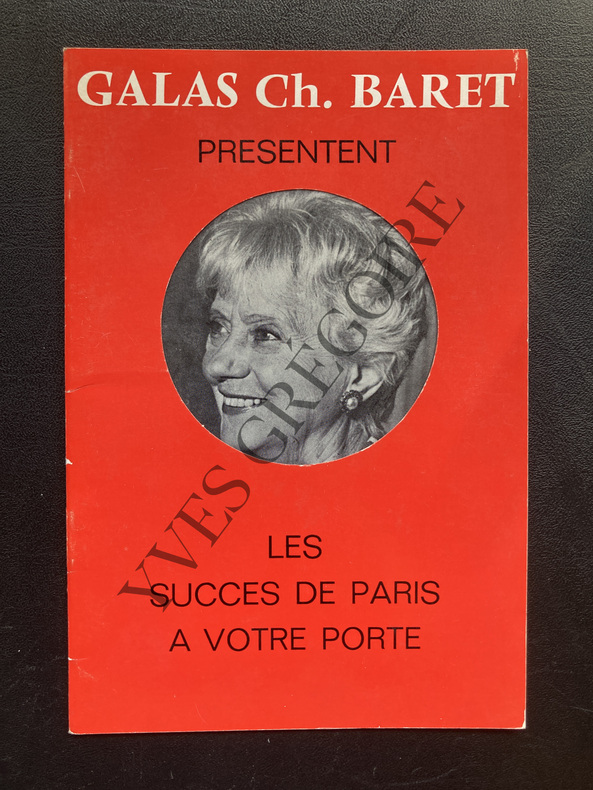 GALAS Ch. BARET
PRESENTENT
YVES GREGOIRE
LES
SUCCES DE PARIS
A VOTRE PORTE